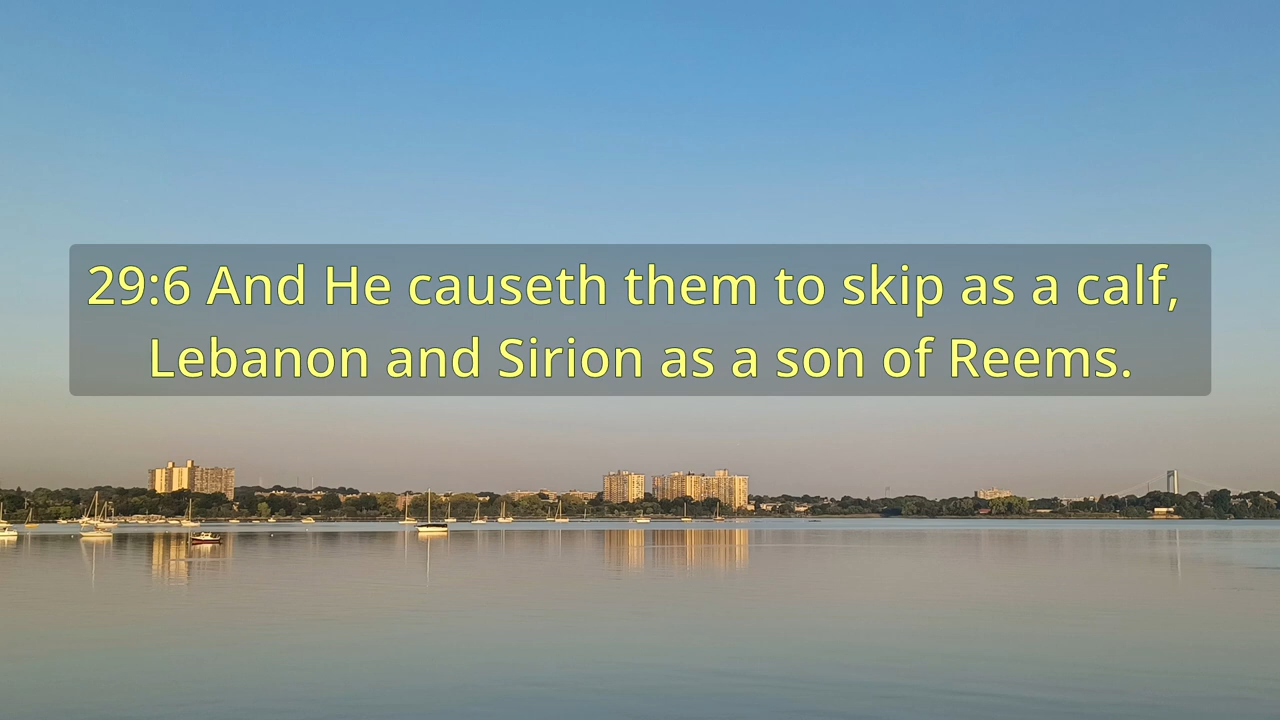 29:6 And He causeth them to skip as a calf,
Lebanon and Sirion as a son of Reems.